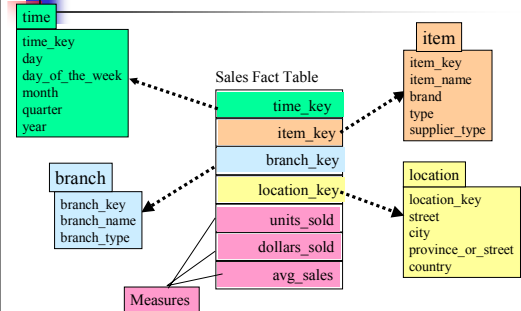 time
time_key
day
day_of_the_week
month
quarter
year
item
item_key
item_name
brand
type
supplier_type
Sales Fact Table
time_key
item_key
branch_key
location_key
units_sold
dollars_sold
avg_sales
branch
branch_key
branch_name
branch_type
location
location_key
street
city
province_or_street
country
Measures